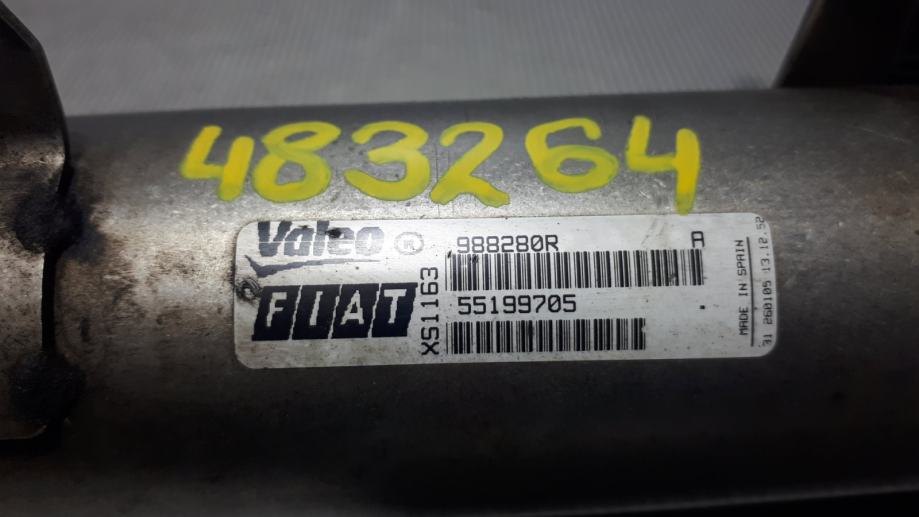 483264
Valeo ®
988280R A
FIAT
55199705
XS1163
MADE IN SPAIN
31 260105 13.12.52